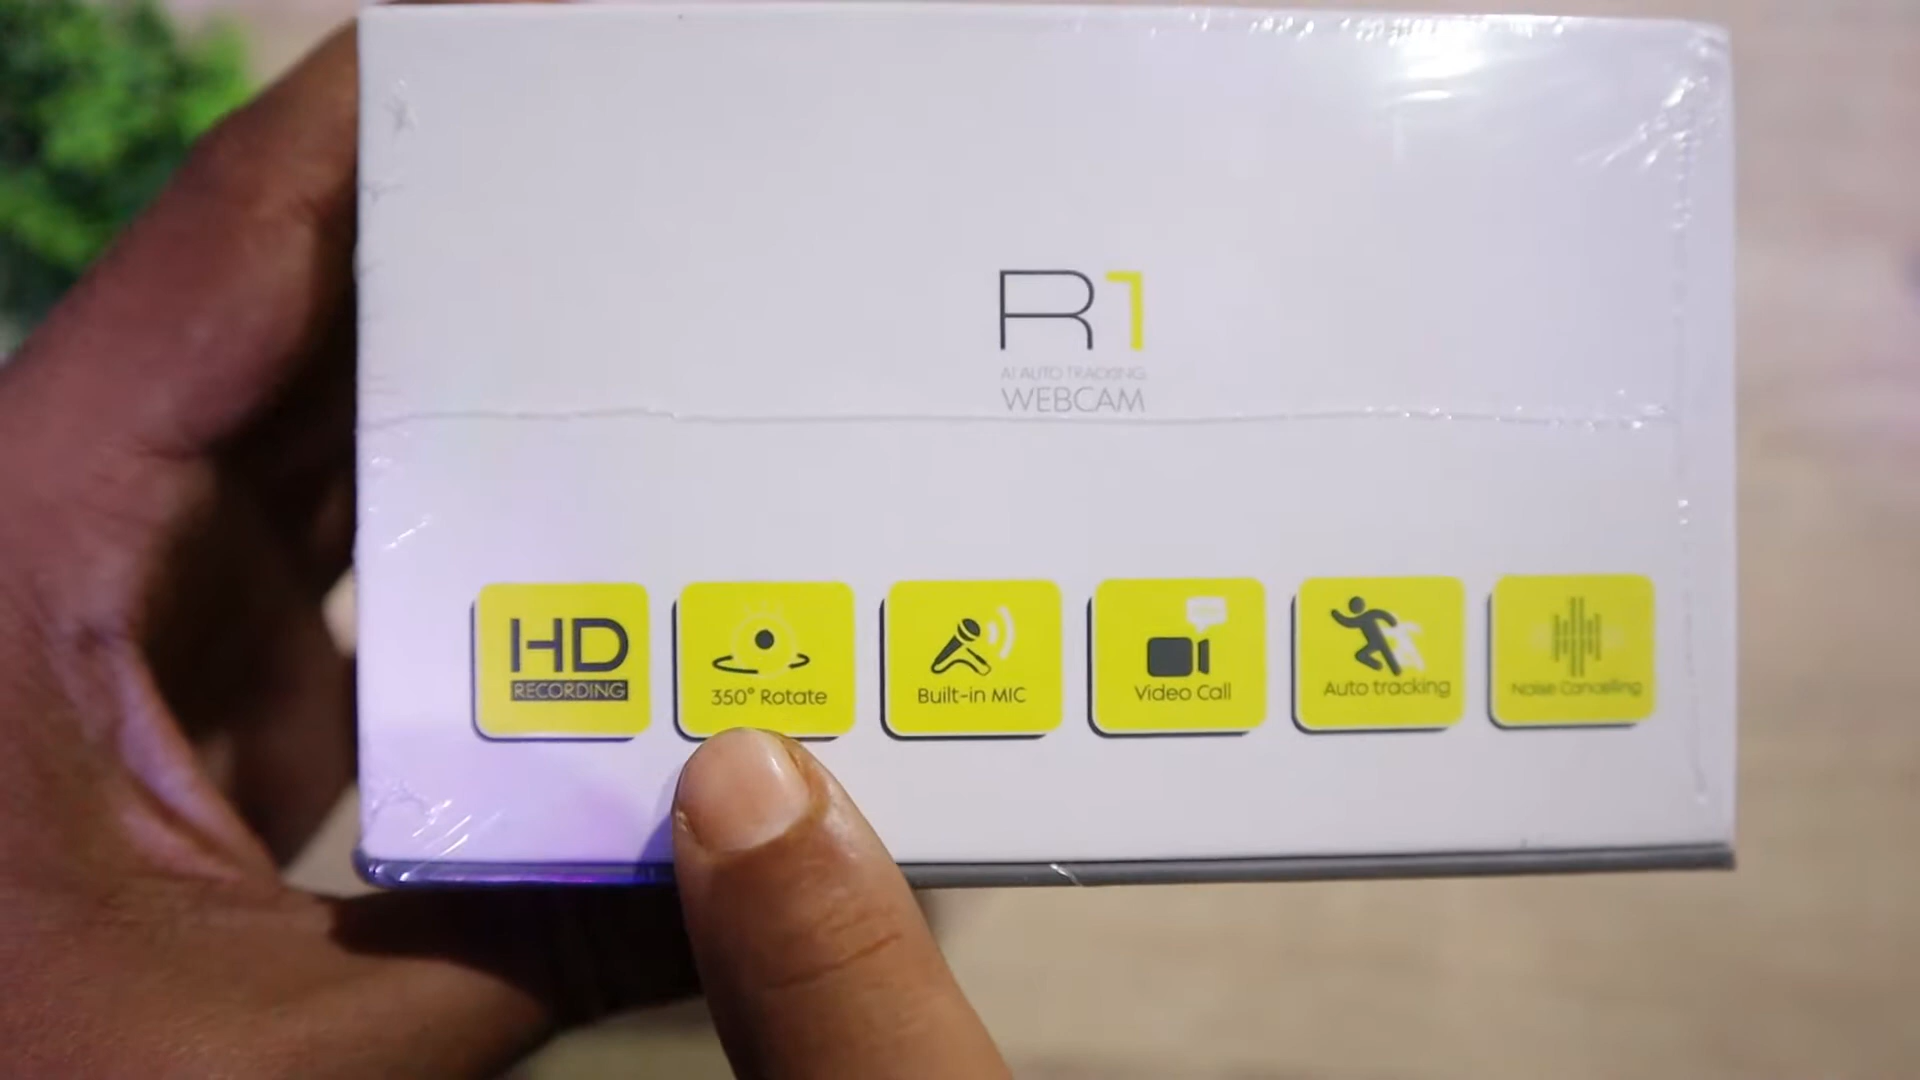 R1
AI AUTO TRACKING
WEBCAM
HD
RECORDING
350° Rotate
Built-in MIC
Video Call
Auto tracking
Noise Cancelling